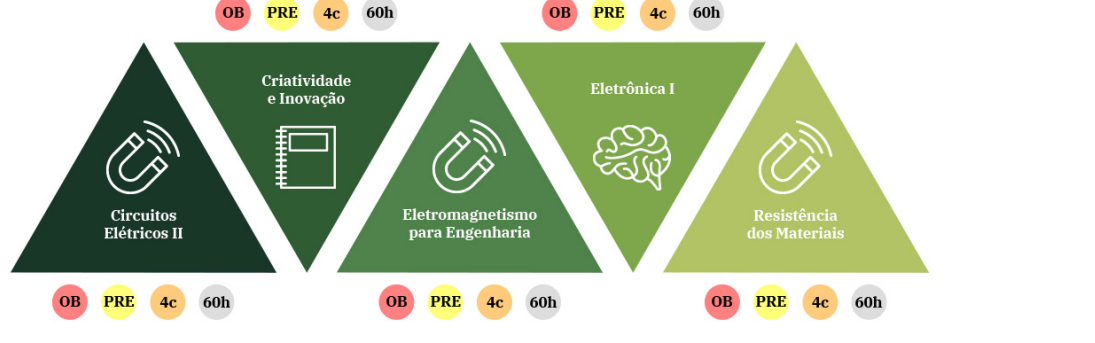 OB PRE 4c 60h
OB PRE 4c 60h
Criatividade
e Inovação
Eletrônica I
Circuitos
Elétricos II
Eletromagnetismo
para Engenharia
Resistência
dos Materiais
OB PRE 4c 60h
OB PRE 4c 60h
OB PRE 4c 60h